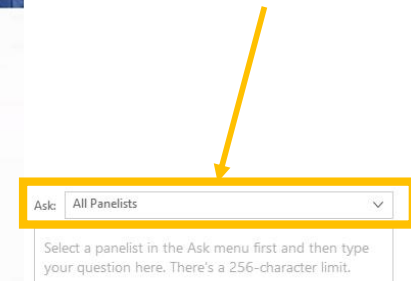 Ask: All Panelists
Select a panelist in the Ask menu first and then type
your question here. There's a 256-character limit.